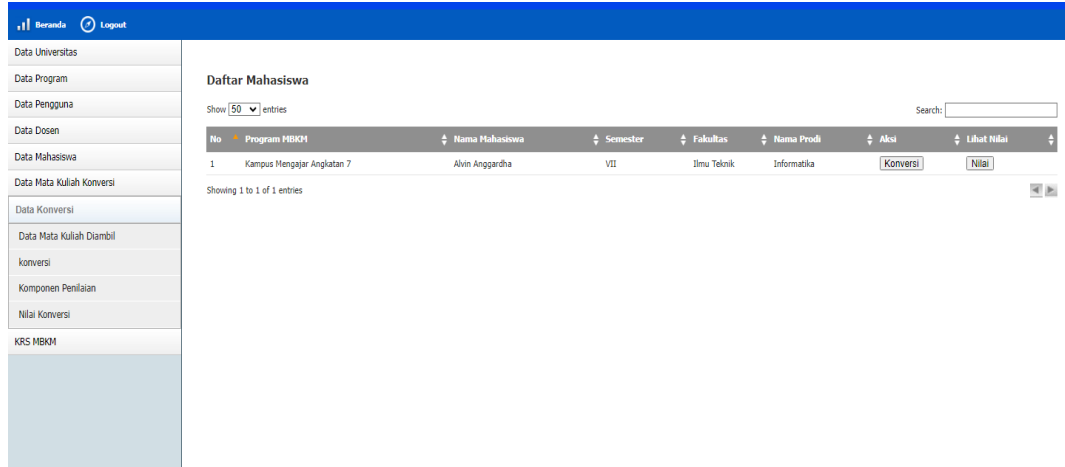 Beranda Logout
Data Universitas
Data Program
Data Pengguna
Data Dosen
Data Mahasiswa
Data Mata Kuliah Konversi
Data Konversi
Data Mata Kuliah Diambil
konversi
Komponen Penilaian
Nilai Konversi
KRS MBKM
Daftar Mahasiswa
Show 50 entries Search:
No Program MBKM Nama Mahasiswa Semester Fakultas Nama Prodi Aksi Lihat Nilai
1 Kampus Mengajar Angkatan 7 Alvin Anggardha VII Ilmu Teknik Informatika Konversi Nilai
Showing 1 to 1 of 1 entries